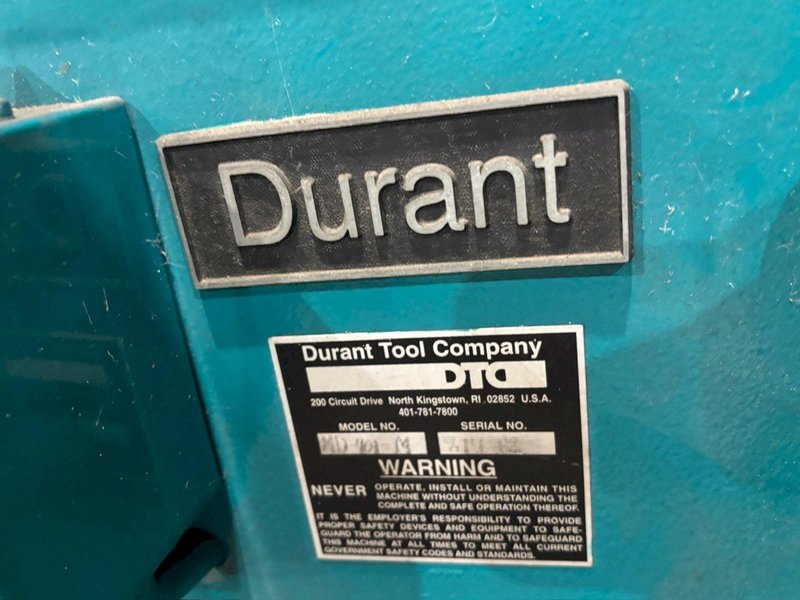 Durant
Durant Tool Company
DTC
200 Circuit Drive North Kingstown, RI .02852 U.S.A.
401-781-7800
MODEL NO. SERIAL NO.
WARNING
NEVER OPERATE, INSTALL OR MAINTAIN THIS
MACHINE WITHOUT UNDERSTANDING THE
COMPLETE AND SAFE OPERATION THEREOF.
IT IS THE EMPLOYER'S RESPONSIBILITY TO PROVIDE
PROPER SAFETY DEVICES AND EQUIPMENT TO SAFE-
GUARD THE OPERATOR FROM HARM AND TO SAFEGUARD
THIS MACHINE AT ALL TIMES TO MEET ALL CURRENT
GOVERNMENT SAFETY CODES AND STANDARDS.